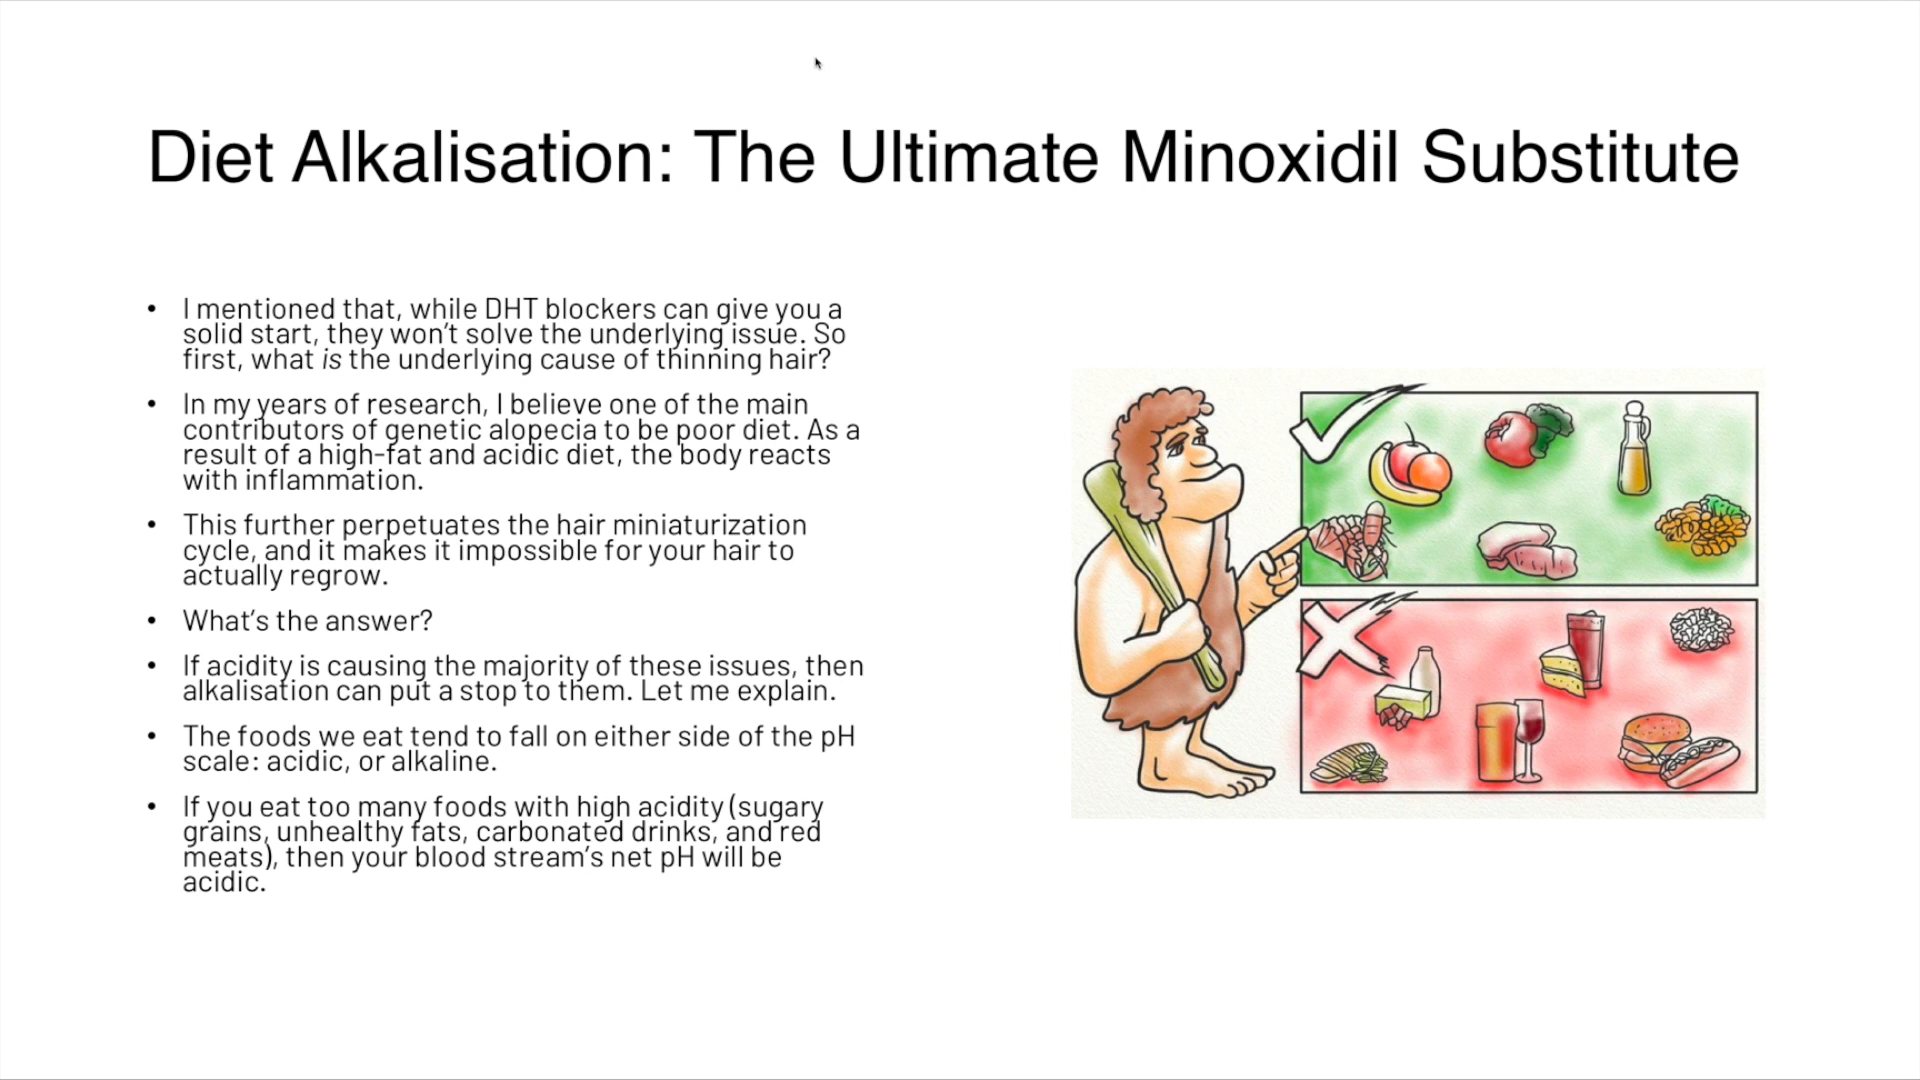 Diet Alkalisation: The Ultimate Minoxidil Substitute
• I mentioned that, while DHT blockers can give you a
solid start, they won't solve the underlying issue. So
first, what is the underlying cause of thinning hair?
• In my years of research, I believe one of the main
contributors of genetic alopecia to be poor diet. As a
result of a high-fat and acidic diet, the body reacts
with inflammation.
• This further perpetuates the hair miniaturization
cycle, and it makes it impossible for your hair to
actually regrow.
• What's the answer?
• If acidity is causing the majority of these issues, then
alkalisation can put a stop to them. Let me explain.
• The foods we eat tend to fall on either side of the pH
scale: acidic, or alkaline.
• If you eat too many foods with high acidity (sugary
grains, unhealthy fats, carbonated drinks, and red
meats), then your blood stream's net pH will be
acidic.